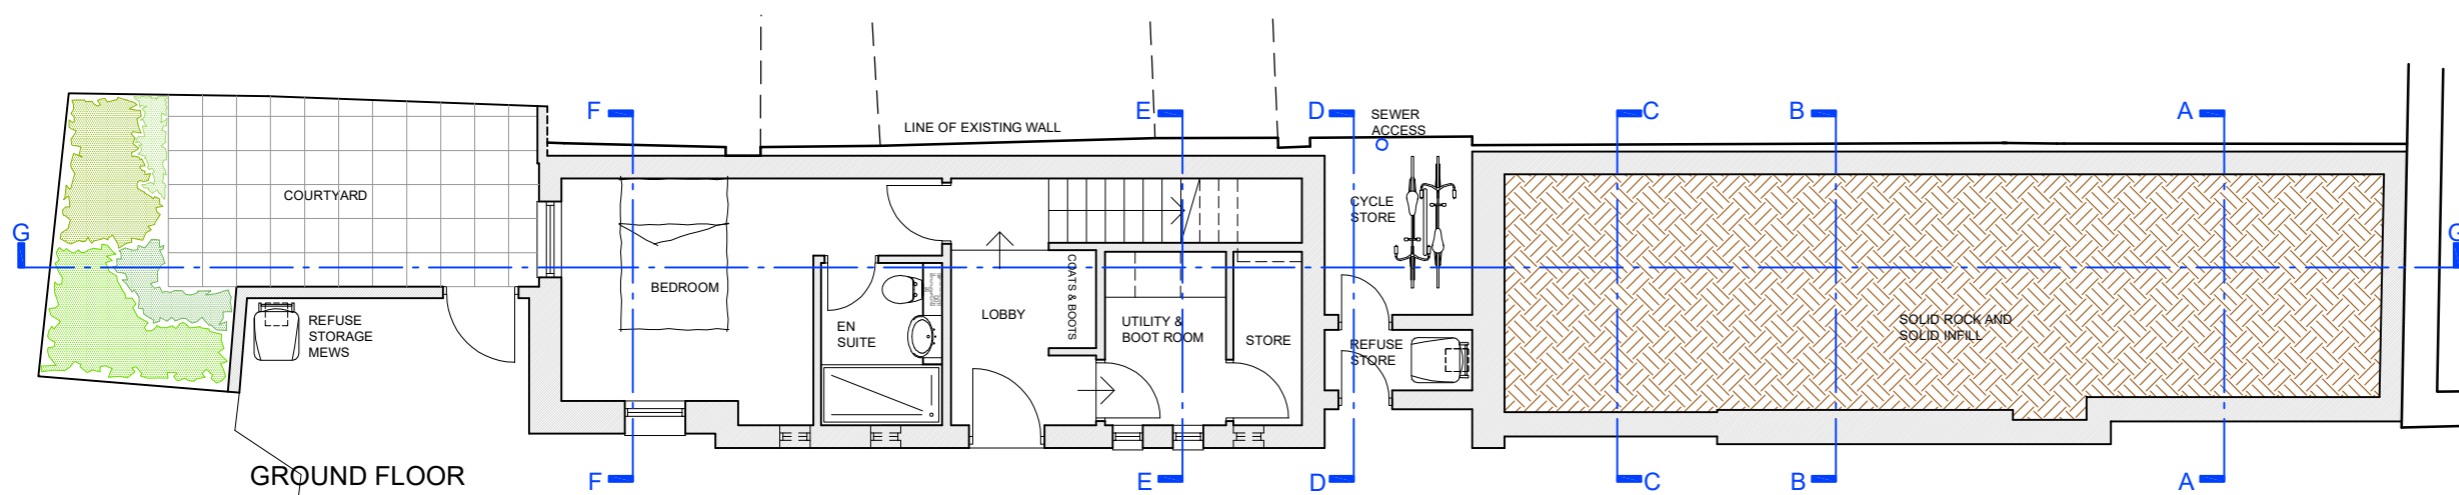 F
E
D
SEWER
ACCESS
C
B
A
LINE OF EXISTING WALL
COURTYARD
CYCLE
STORE
G
G
BEDROOM
COATS & BOOTS
LOBBY
REFUSE
STORAGE
MEWS
EN
SUITE
UTILITY &
BOOT ROOM
STORE
REFUSE
STORE
SOLID ROCK AND
SOLID INFILL
GROUND FLOOR
F
E
D
C
B
A